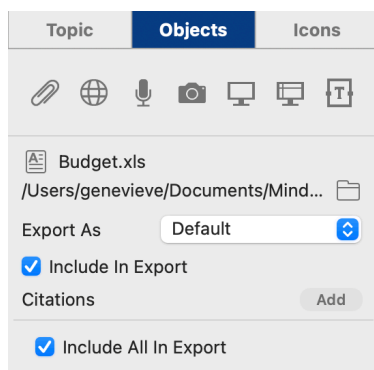 Topic Objects Icons
T
A
Budget.xls
/Users/genevieve/Documents/Mind...
Export As Default
Include In Export
Citations Add
Include All In Export